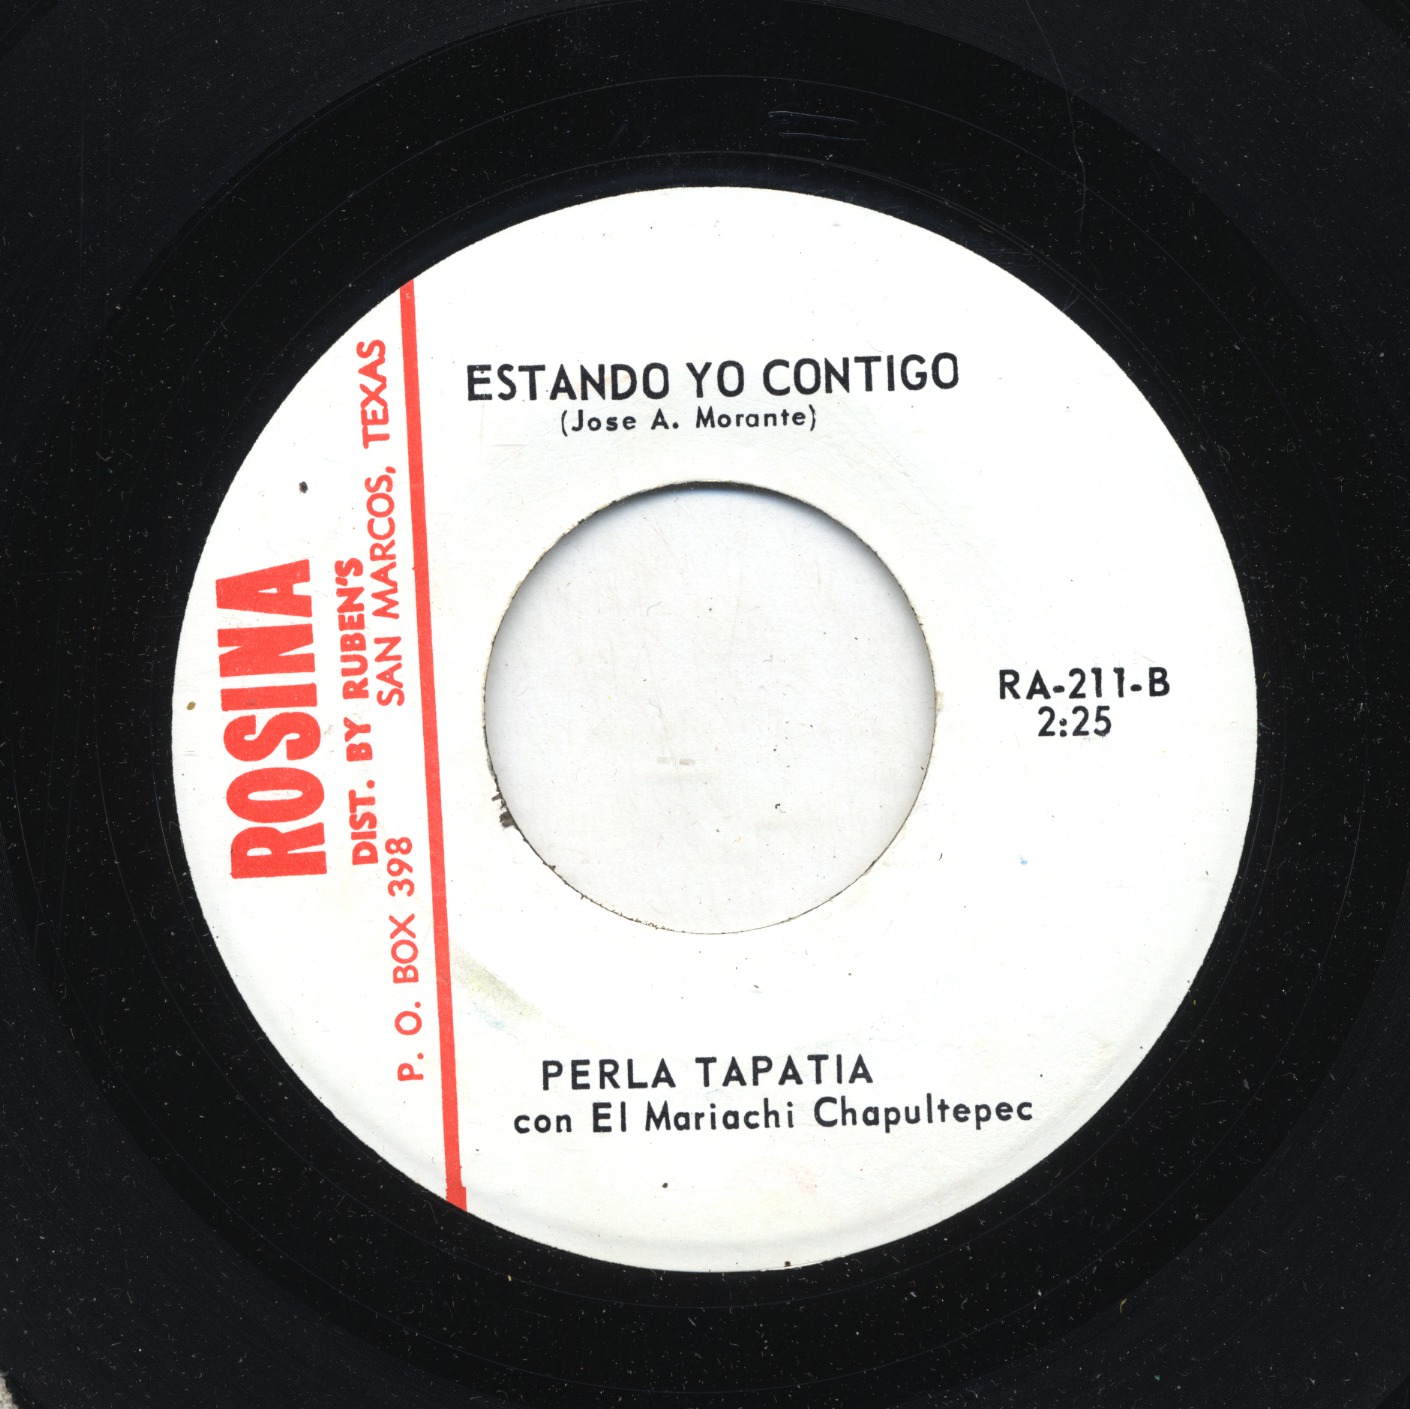 ROSINA
DIST. BY RUBEN'S
P. O. BOX 398 SAN MARCOS, TEXAS
ESTANDO YO CONTIGO
(Jose A. Morante)
RA-211-B
2:25
PERLA TAPATIA
con El Mariachi Chapultepec